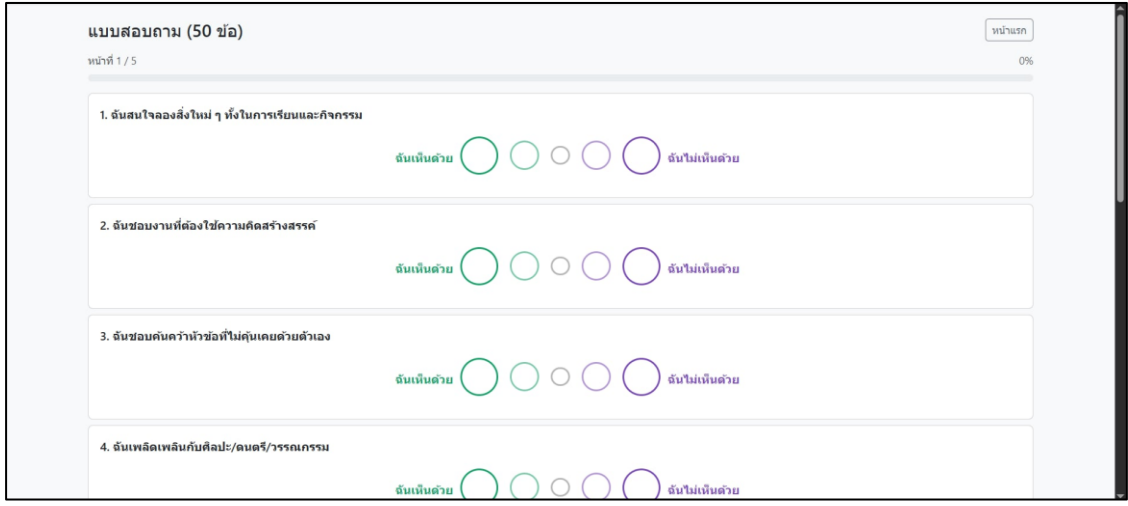 แบบสอบถาม (50 ข้อ)
หน้าแรก
หน้าที่ 1 / 5
0%
1. ฉันสนใจลองสิ่งใหม่ ๆ ทั้งในการเรียนและกิจกรรม
ฉันเห็นด้วย ฉันไม่เห็นด้วย
2. ฉันชอบงานที่ต้องใช้ความคิดสร้างสรรค์
ฉันเห็นด้วย ฉันไม่เห็นด้วย
3. ฉันชอบค้นคว้าหัวข้อที่ไม่คุ้นเคยด้วยตัวเอง
ฉันเห็นด้วย ฉันไม่เห็นด้วย
4. ฉันเพลิดเพลินกับศิลปะ/ดนตรี/วรรณกรรม
ฉันเห็นด้วย ฉันไม่เห็นด้วย